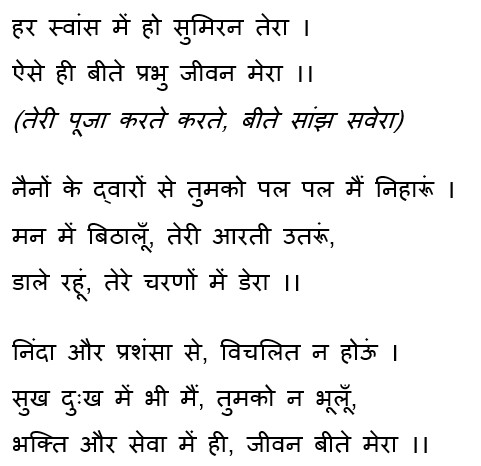 हर स्वांस में हो सुमिरन तेरा ।
ऐसे ही बीते प्रभु जीवन मेरा ।।
(तेरी पूजा करते करते, बीते सांझ सवेरा)
नैनों के द्वारों से तुमको पल पल मैं निहारूं ।
मन में बिठालूँ, तेरी आरती उतरूं,
डाले रहूं, तेरे चरणों में डेरा ।।
निंदा और प्रशंसा से, विचलित न होऊं ।
सुख दुःख में भी मैं, तुमको न भूलूँ,
भक्ति और सेवा में ही, जीवन बीते मेरा ।।